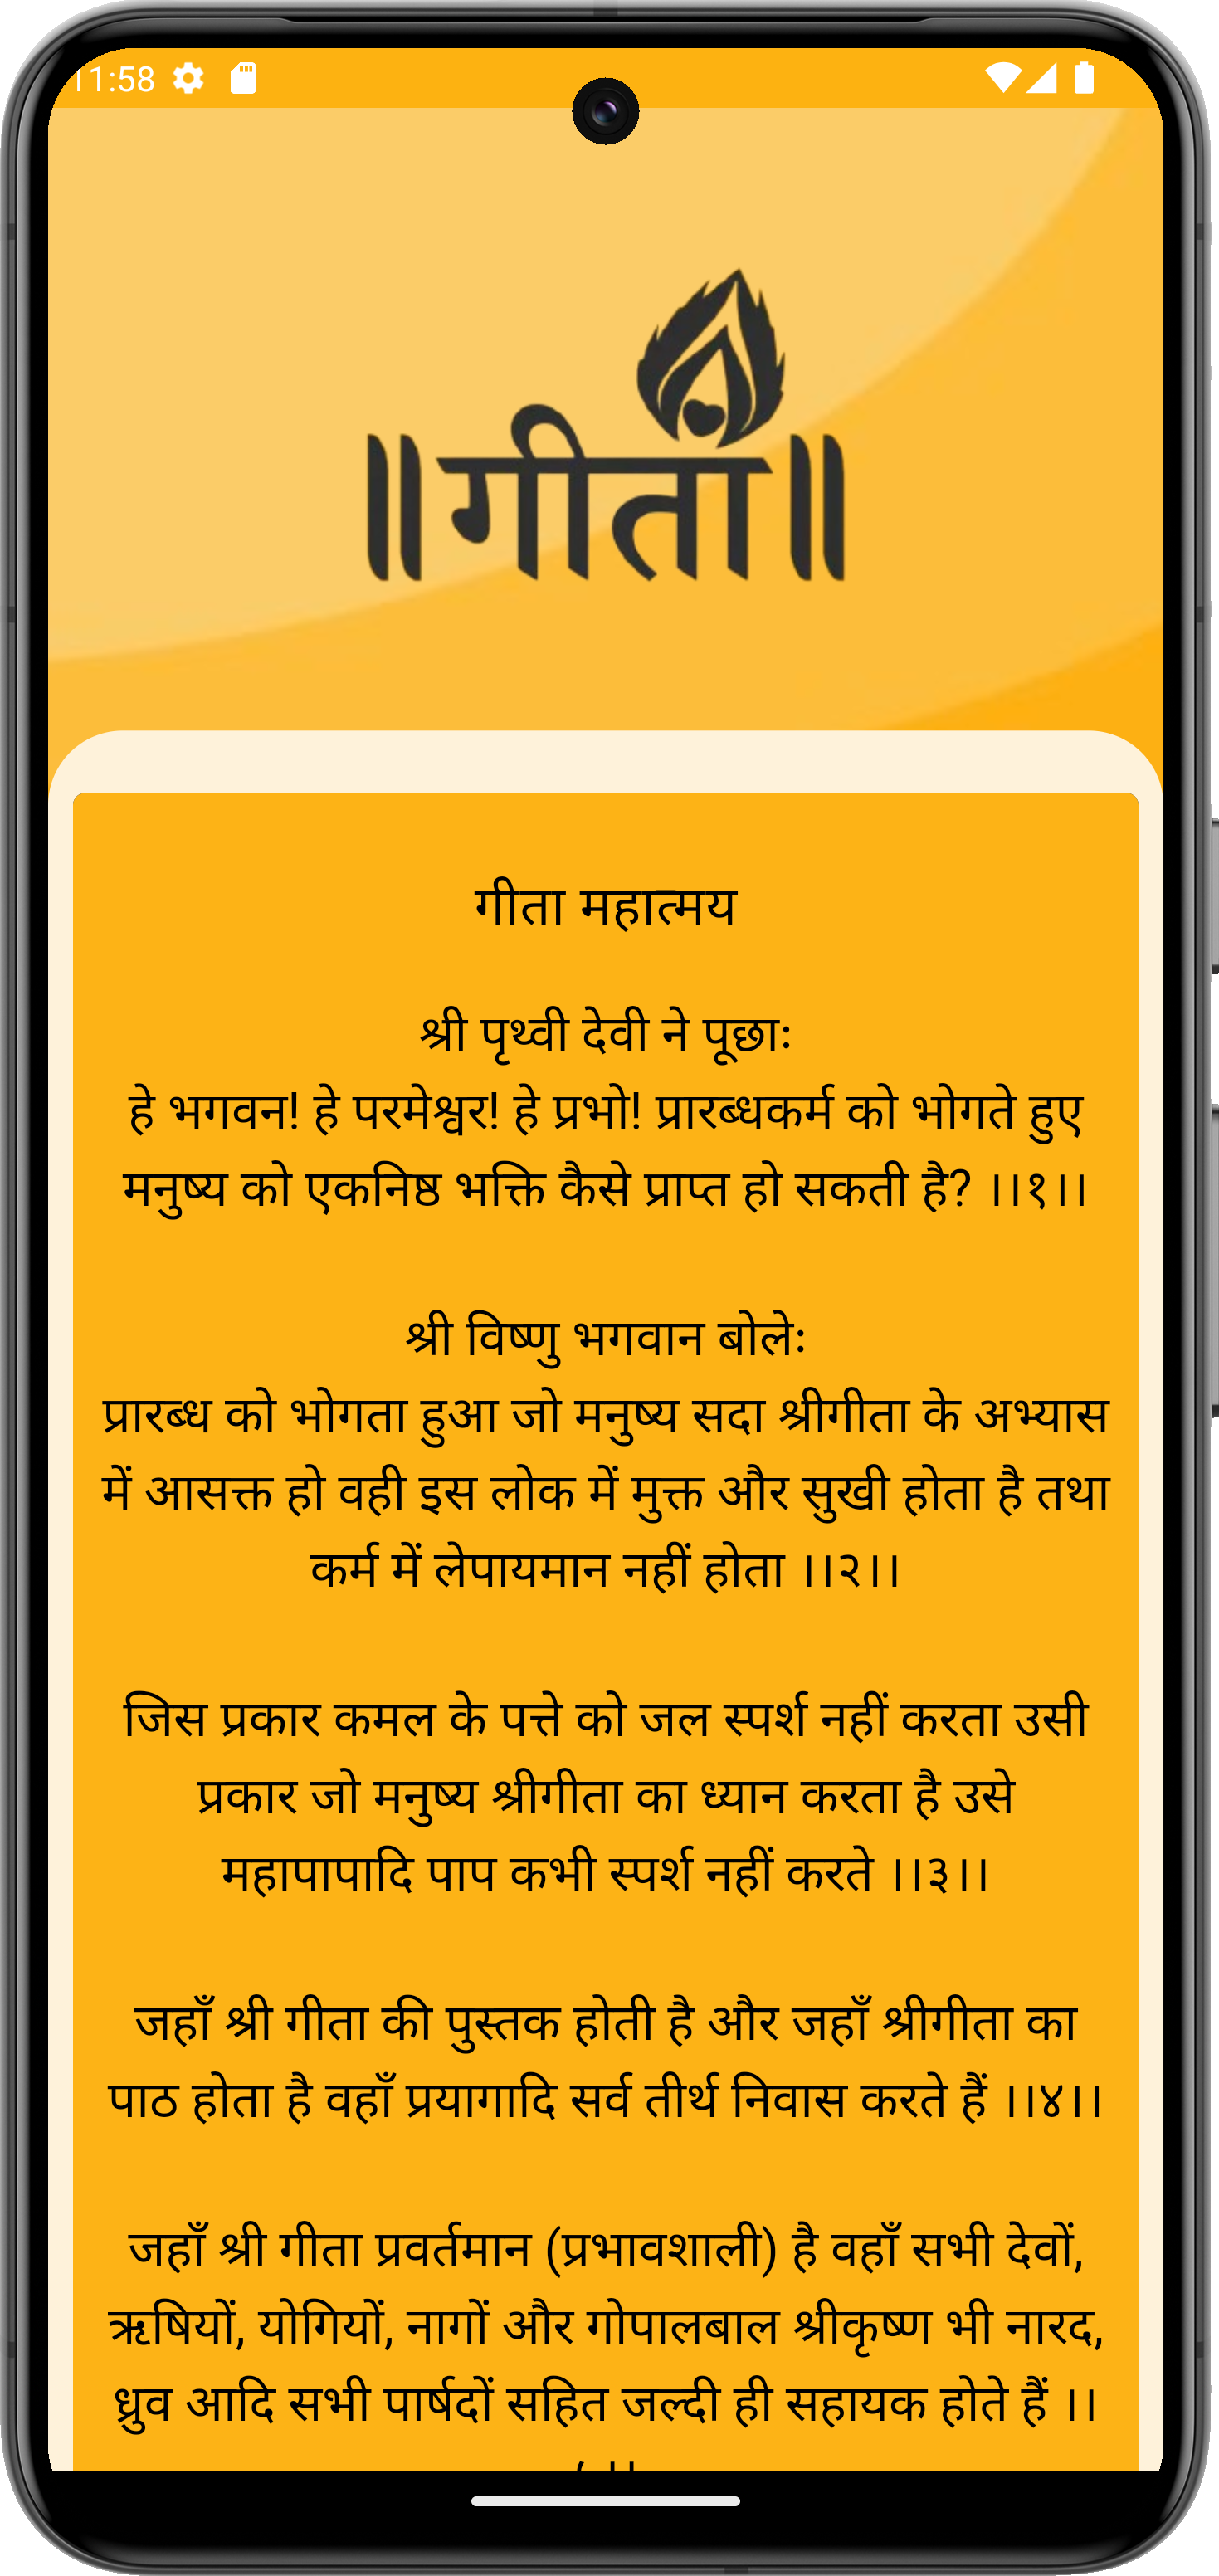 11:58
॥गीता॥
गीता महात्मय
श्री पृथ्वी देवी ने पूछाः
हे भगवन! हे परमेश्वर! हे प्रभो! प्रारब्धकर्म को भोगते हुए
मनुष्य को एकनिष्ठ भक्ति कैसे प्राप्त हो सकती है? ।।१।।
श्री विष्णु भगवान बोलेः
प्रारब्ध को भोगता हुआ जो मनुष्य सदा श्रीगीता के अभ्यास
में आसक्त हो वही इस लोक में मुक्त और सुखी होता है तथा
कर्म में लेपायमान नहीं होता ।।२।।
जिस प्रकार कमल के पत्ते को जल स्पर्श नहीं करता उसी
प्रकार जो मनुष्य श्रीगीता का ध्यान करता है उसे
महापापादि पाप कभी स्पर्श नहीं करते ।।३।।
जहाँ श्री गीता की पुस्तक होती है और जहाँ श्रीगीता का
पाठ होता है वहाँ प्रयागादि सर्व तीर्थ निवास करते हैं ।।४।।
जहाँ श्री गीता प्रवर्तमान (प्रभावशाली) है वहाँ सभी देवों,
ऋषियों, योगियों, नागों और गोपालबाल श्रीकृष्ण भी नारद,
ध्रुव आदि सभी पार्षदों सहित जल्दी ही सहायक होते हैं ।।